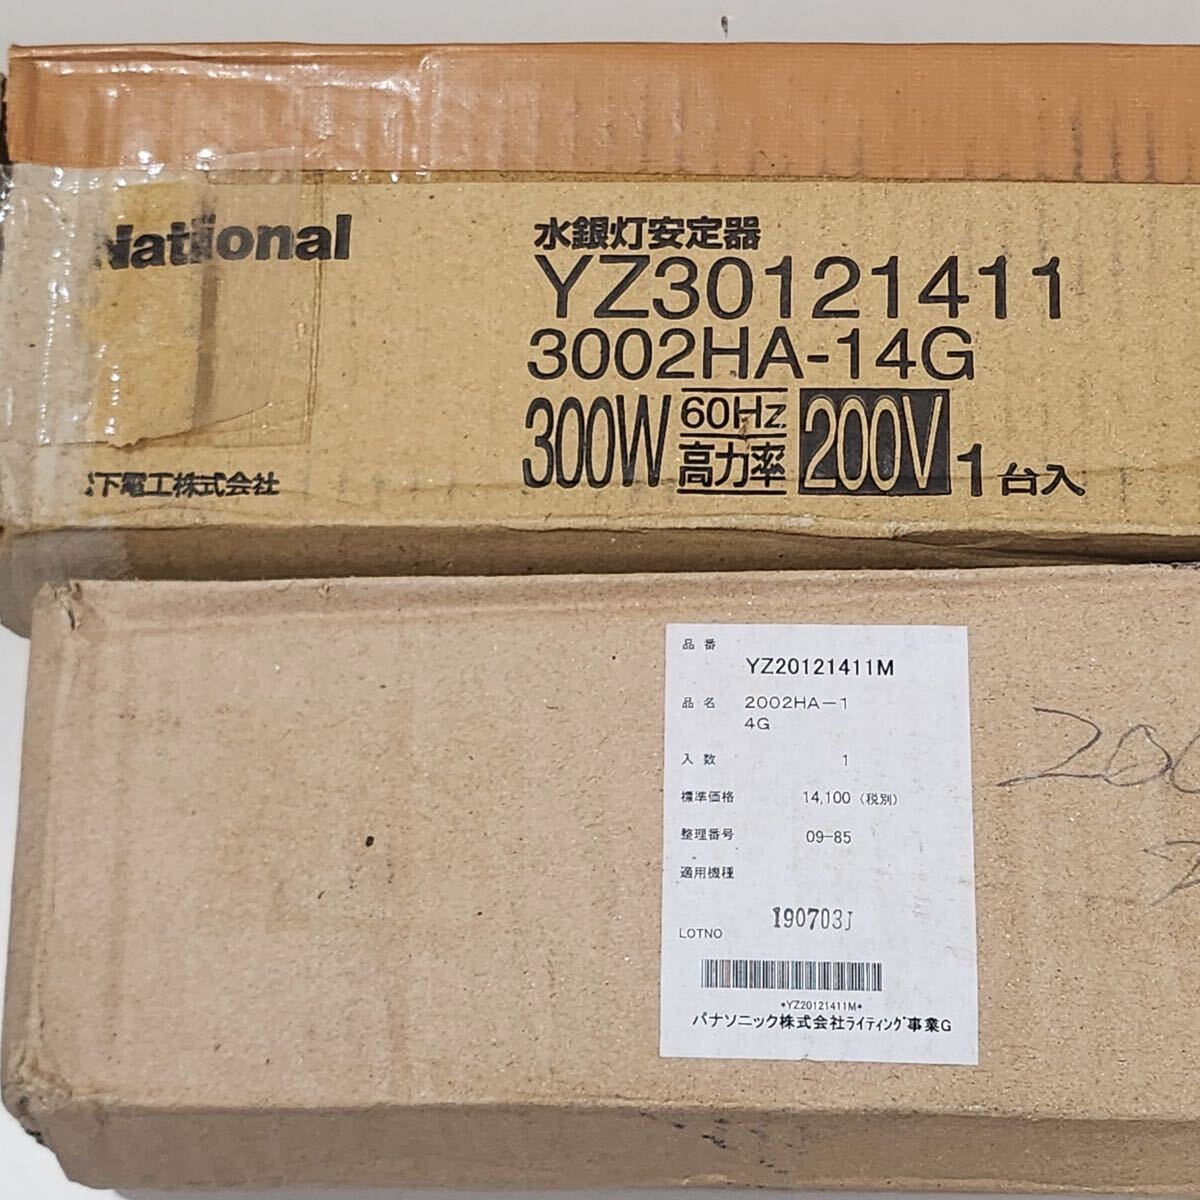 National
水銀灯安定器
YZ30121411
3002HA-14G
300W 60Hz 高力率 200V 1台入
下電工株式会社
品番 YZ20121411M
品名 2002HA-1
4G
入数 1
標準価格 14,100 (税別)
整理番号 09-85
適用機種
LOTNO 190703J
*YZ20121411M*
パナソニック株式会社ライティング事業G